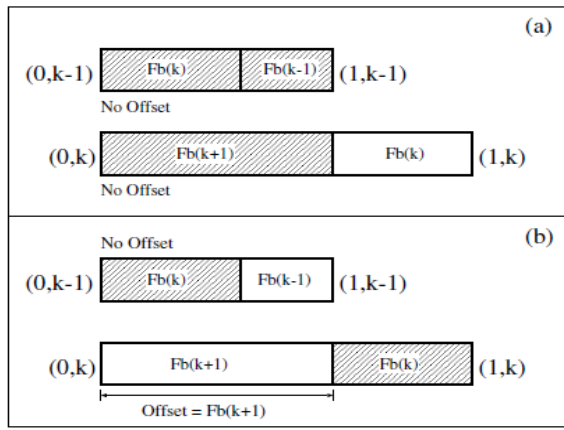 (a)
(0,k-1) Fb(k) Fb(k-1) (1,k-1)
No Offset
(0,k) Fb(k+1) Fb(k) (1,k)
No Offset
(b)
No Offset
(0,k-1) Fb(k) Fb(k-1) (1,k-1)
(0,k) Fb(k+1) Fb(k) (1,k)
Offset = Fb(k+1)